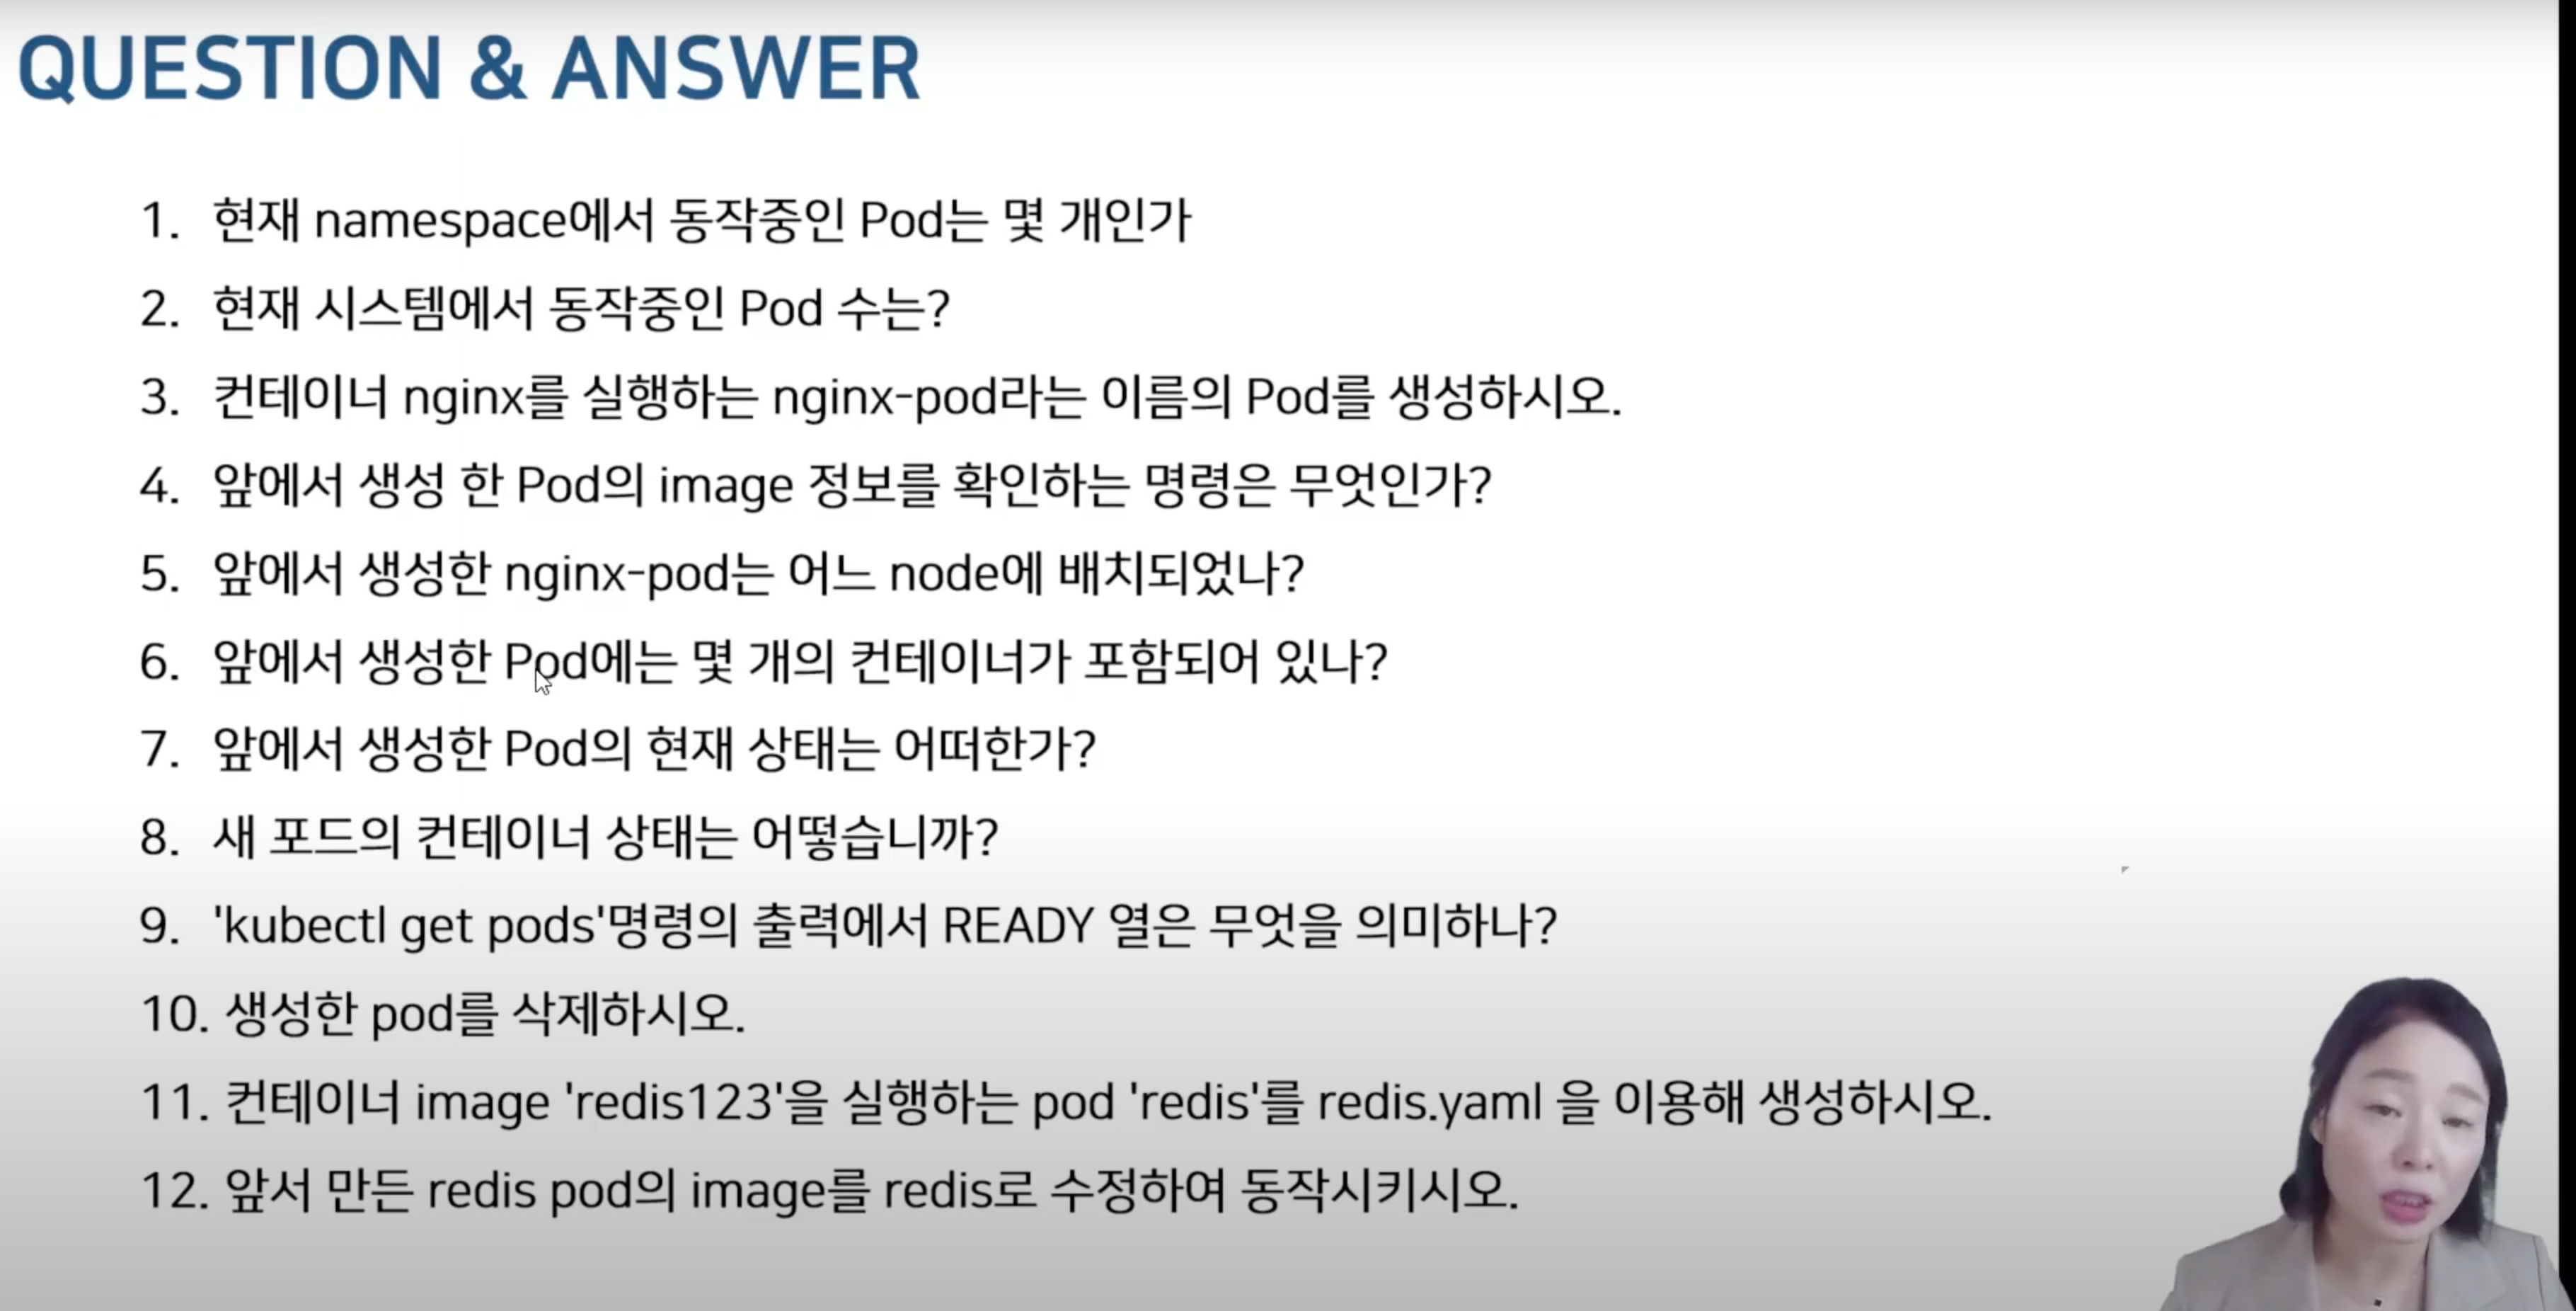 QUESTION & ANSWER
1. 현재 namespace에서 동작중인 Pod는 몇 개인가
2. 현재 시스템에서 동작중인 Pod 수는?
3. 컨테이너 nginx를 실행하는 nginx-pod라는 이름의 Pod를 생성하시오.
4. 앞에서 생성 한 Pod의 image 정보를 확인하는 명령은 무엇인가?
5. 앞에서 생성한 nginx-pod는 어느 node에 배치되었나?
6. 앞에서 생성한 Pod에는 몇 개의 컨테이너가 포함되어 있나?
7. 앞에서 생성한 Pod의 현재 상태는 어떠한가?
8. 새 포드의 컨테이너 상태는 어떻습니까?
9. 'kubectl get pods'명령의 출력에서 READY 열은 무엇을 의미하나?
10. 생성한 pod를 삭제하시오.
11. 컨테이너 image 'redis123'을 실행하는 pod 'redis'를 redis.yaml 을 이용해 생성하시오.
12. 앞서 만든 redis pod의 image를 redis로 수정하여 동작시키시오.